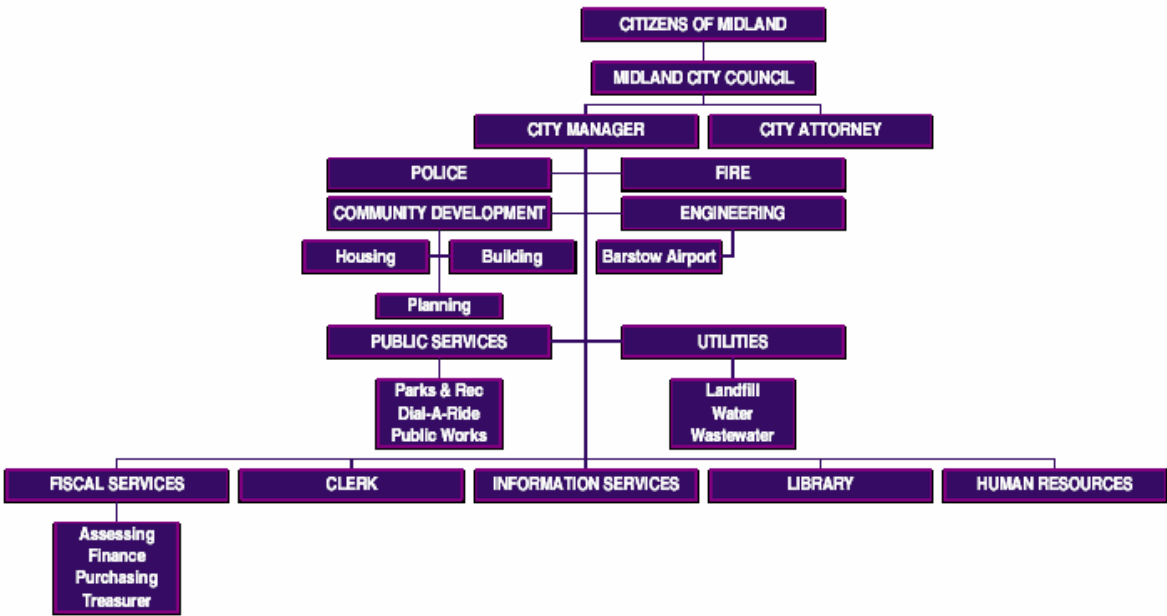 CITIZENS OF MIDLAND
MIDLAND CITY COUNCIL
CITY MANAGER
CITY ATTORNEY
POLICE
FIRE
COMMUNITY DEVELOPMENT
ENGINEERING
Housing
Building
Barstow Airport
Planning
PUBLIC SERVICES
UTILITIES
Parks & Rec
Dial-A-Ride
Public Works
Landfill
Water
Wastewater
FISCAL SERVICES
CLERK
INFORMATION SERVICES
LIBRARY
HUMAN RESOURCES
Assessing
Finance
Purchasing
Treasurer